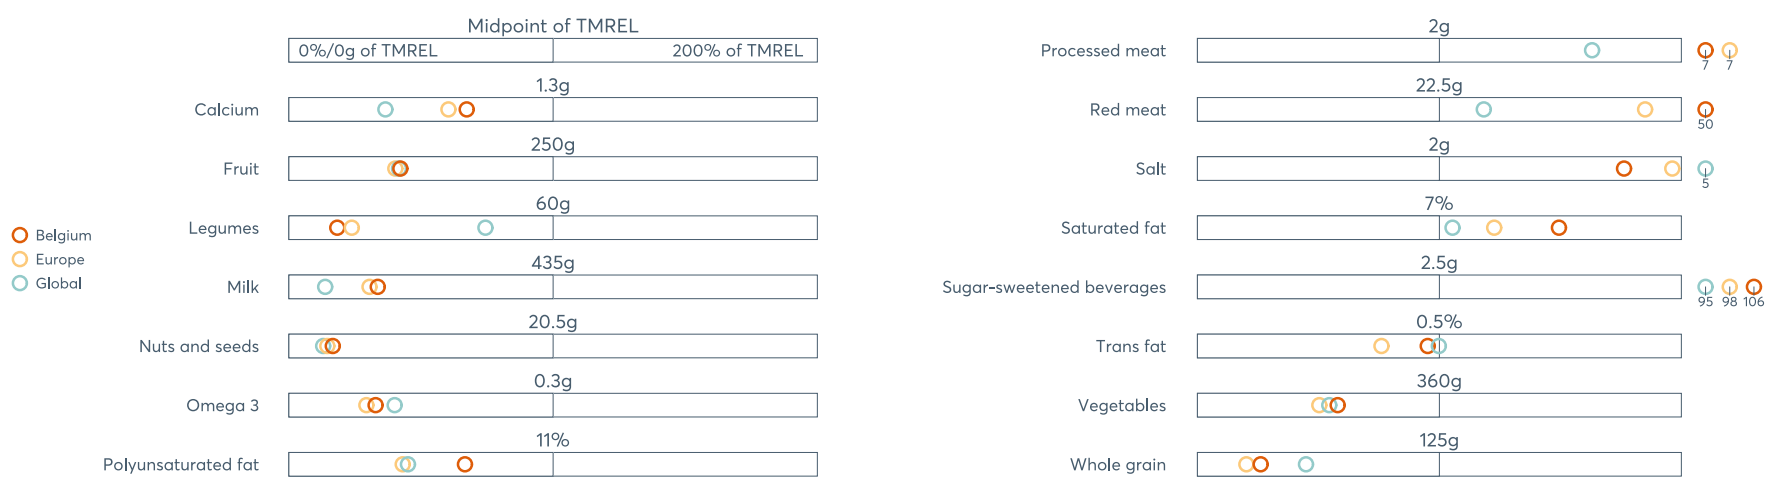 Belgium
Europe
Global
Midpoint of TMREL
0%/0g of TMREL 200% of TMREL
1.3g
Calcium
250g
Fruit
60g
Legumes
435g
Milk
20.5g
Nuts and seeds
0.3g
Omega 3
11%
Polyunsaturated fat
2g
Processed meat
7 7
22.5g
Red meat
50
2g
Salt
5
7%
Saturated fat
2.5g
Sugar-sweetened beverages
95 98 106
0.5%
Trans fat
360g
Vegetables
125g
Whole grain